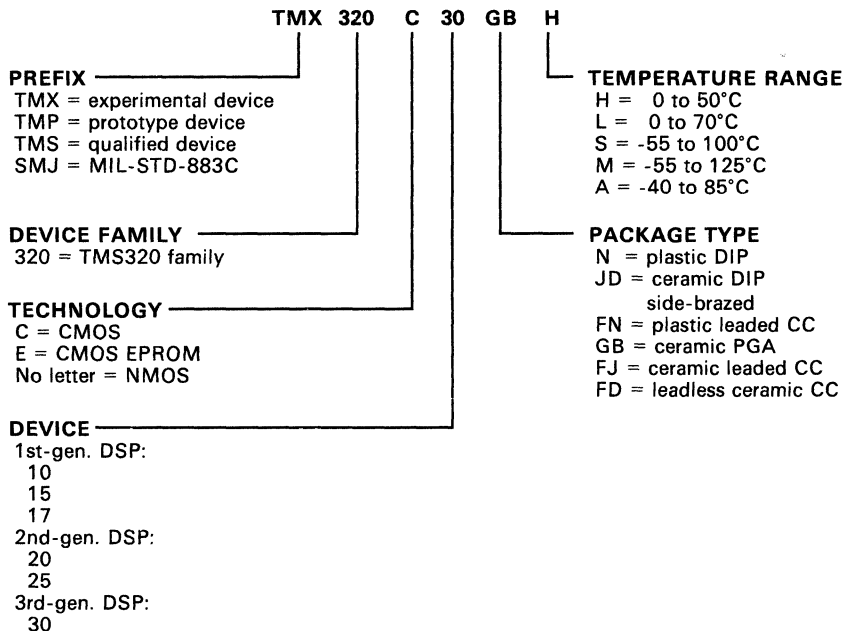 TMX 320 C 30 GB H
PREFIX
TMX = experimental device
TMP = prototype device
TMS = qualified device
SMJ = MIL-STD-883C
DEVICE FAMILY
320 = TMS320 family
TECHNOLOGY
C = CMOS
E = CMOS EPROM
No letter = NMOS
DEVICE
1st-gen. DSP:
10
15
17
2nd-gen. DSP:
20
25
3rd-gen. DSP:
30
TEMPERATURE RANGE
H = 0 to 50°C
L = 0 to 70°C
S = -55 to 100°C
M = -55 to 125°C
A = -40 to 85°C
PACKAGE TYPE
N = plastic DIP
JD = ceramic DIP
side-brazed
FN = plastic leaded CC
GB = ceramic PGA
FJ = ceramic leaded CC
FD = leadless ceramic CC